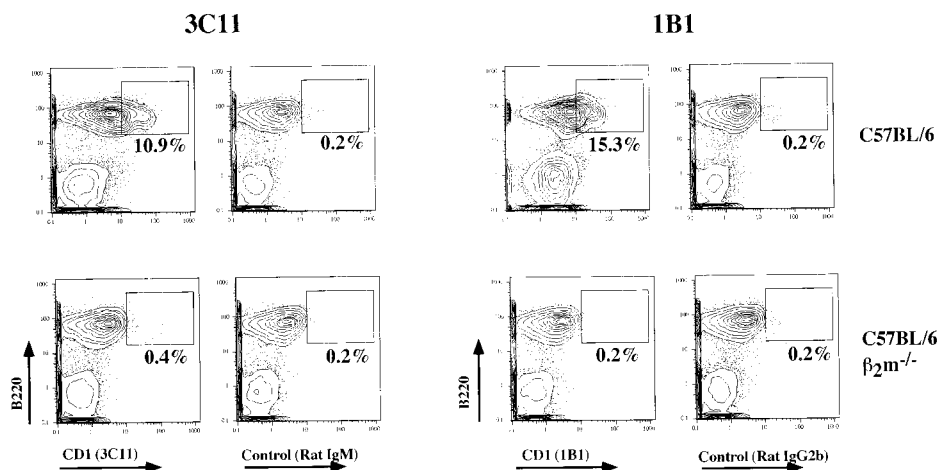 3C11
1B1
10.9%
0.2%
15.3%
0.2%
C57BL/6
0.4%
0.2%
0.2%
0.2%
C57BL/6
β2m-/-
B220
B220
CD1 (3C11)
Control (Rat IgM)
CD1 (1B1)
Control (Rat IgG2b)